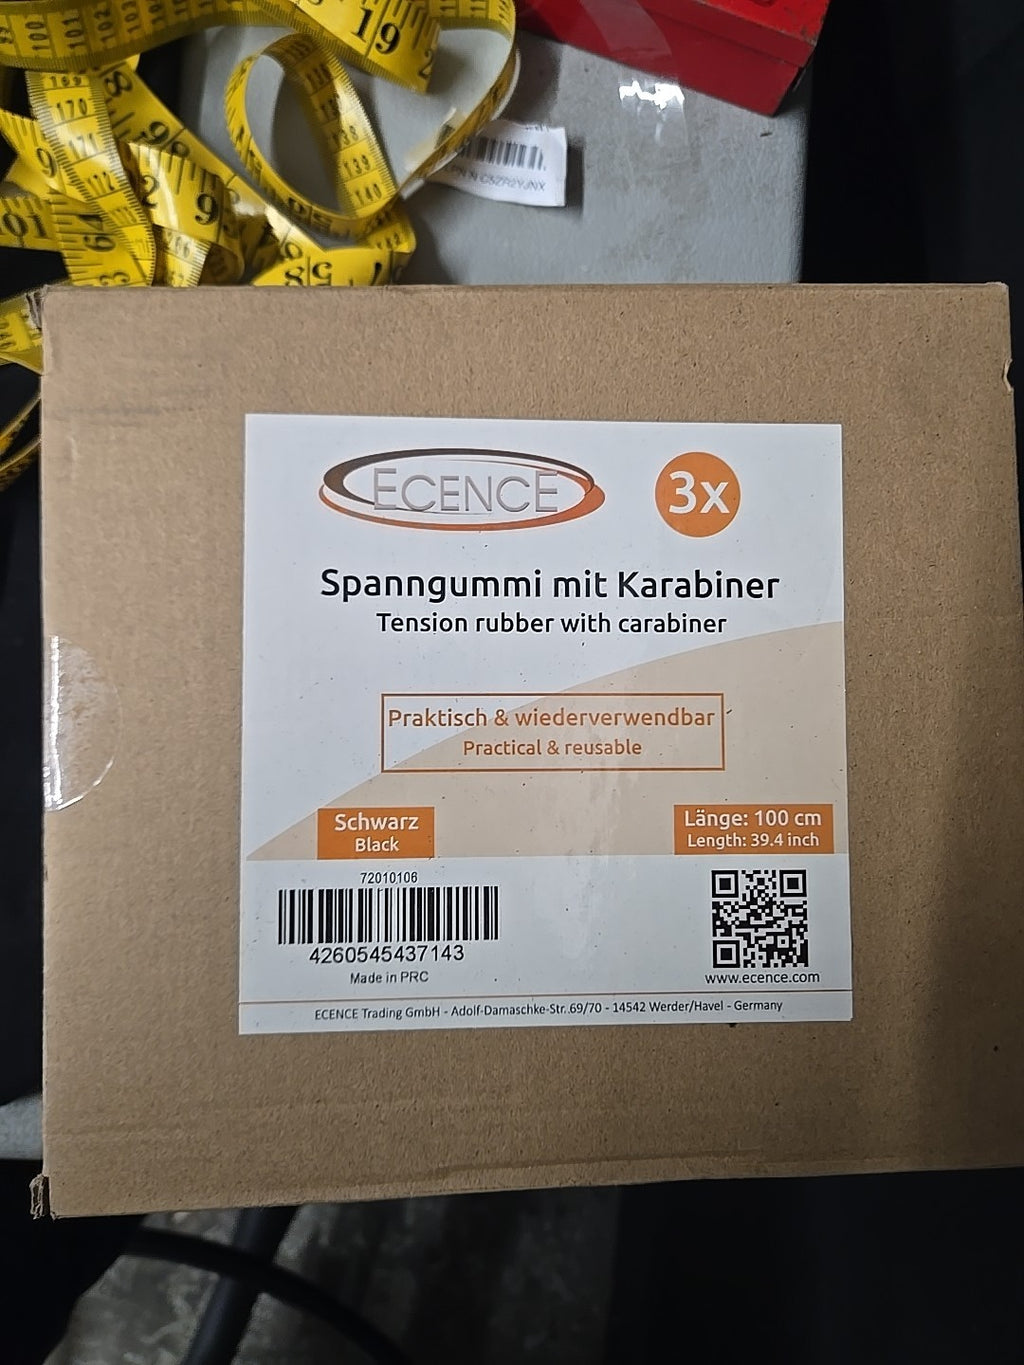 ECENCE
3x
Spanngummi mit Karabiner
Tension rubber with carabiner
Praktisch & wiederverwendbar
Practical & reusable
Schwarz
Black
Länge: 100 cm
Length: 39.4 inch
72010106
4260545437143
Made in PRC
www.ecence.com
ECENCE Trading GmbH - Adolf-Damaschke-Str..69/70 - 14542 Werder/Havel - Germany